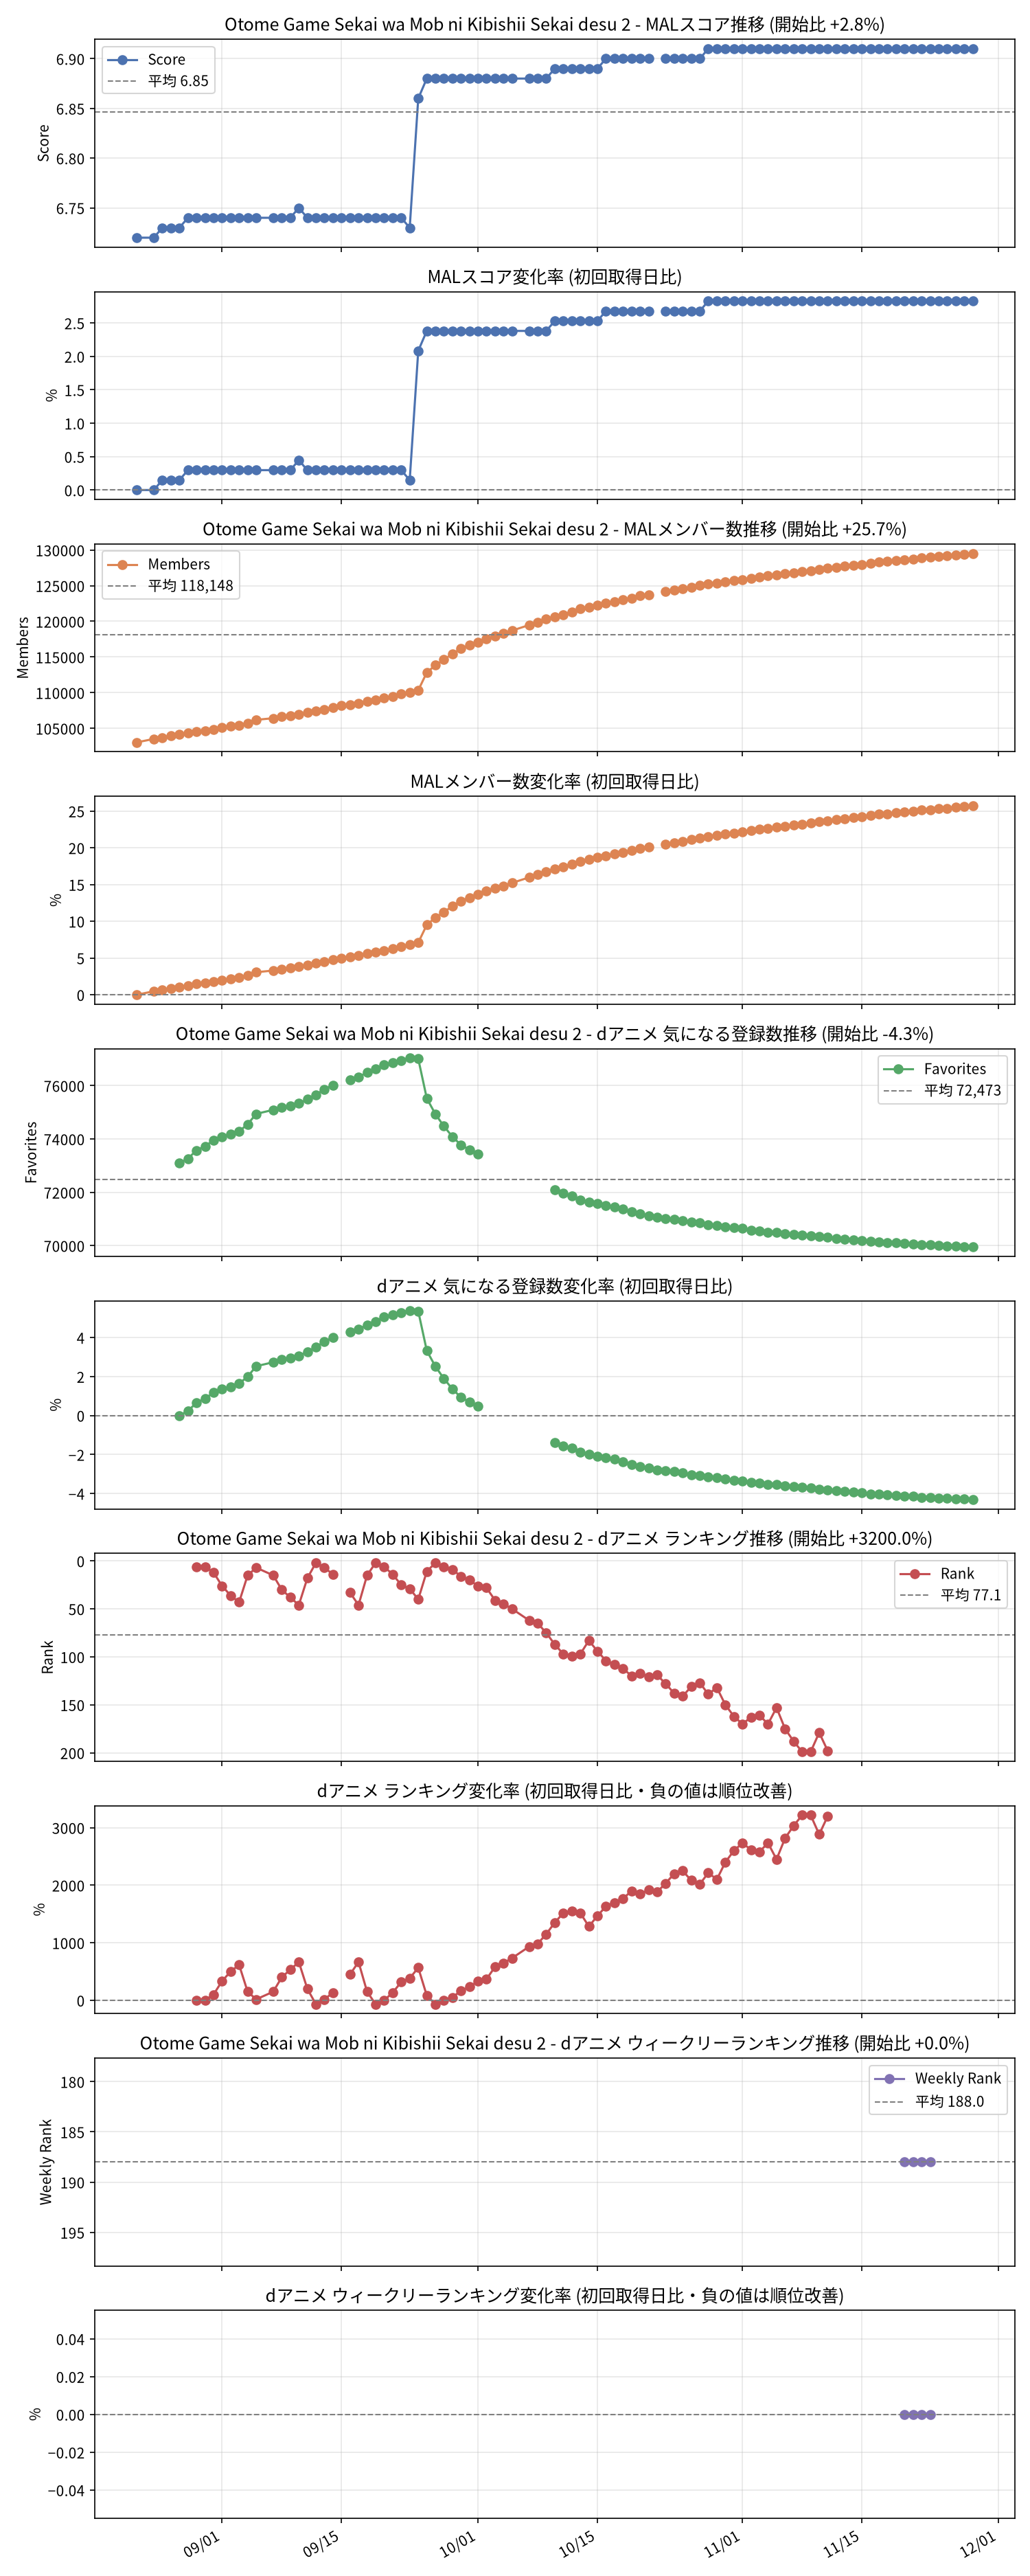 Otome Game Sekai wa Mob ni Kibishii Sekai desu 2 - MALスコア推移 (開始比 +2.8%)
Score
平均 6.85
Score
6.90
6.85
6.80
6.75
MALスコア変化率 (初回取得日比)
%
2.5
2.0
1.5
1.0
0.5
0.0
Otome Game Sekai wa Mob ni Kibishii Sekai desu 2 - MALメンバー数推移 (開始比 +25.7%)
Members
平均 118,148
Members
130000
125000
120000
115000
110000
105000
MALメンバー数変化率 (初回取得日比)
%
25
20
15
10
5
0
Otome Game Sekai wa Mob ni Kibishii Sekai desu 2 - dアニメ 気になる登録数推移 (開始比 -4.3%)
Favorites
平均 72,473
Favorites
76000
74000
72000
70000
dアニメ 気になる登録数変化率 (初回取得日比)
%
4
2
0
−2
−4
Otome Game Sekai wa Mob ni Kibishii Sekai desu 2 - dアニメ ランキング推移 (開始比 +3200.0%)
Rank
平均 77.1
Rank
0
50
100
150
200
dアニメ ランキング変化率 (初回取得日比・負の値は順位改善)
%
3000
2000
1000
0
Otome Game Sekai wa Mob ni Kibishii Sekai desu 2 - dアニメ ウィークリーランキング推移 (開始比 +0.0%)
Weekly Rank
平均 188.0
Weekly Rank
180
185
190
195
dアニメ ウィークリーランキング変化率 (初回取得日比・負の値は順位改善)
%
0.04
0.02
0.00
−0.02
−0.04
09/01
09/15
10/01
10/15
11/01
11/15
12/01